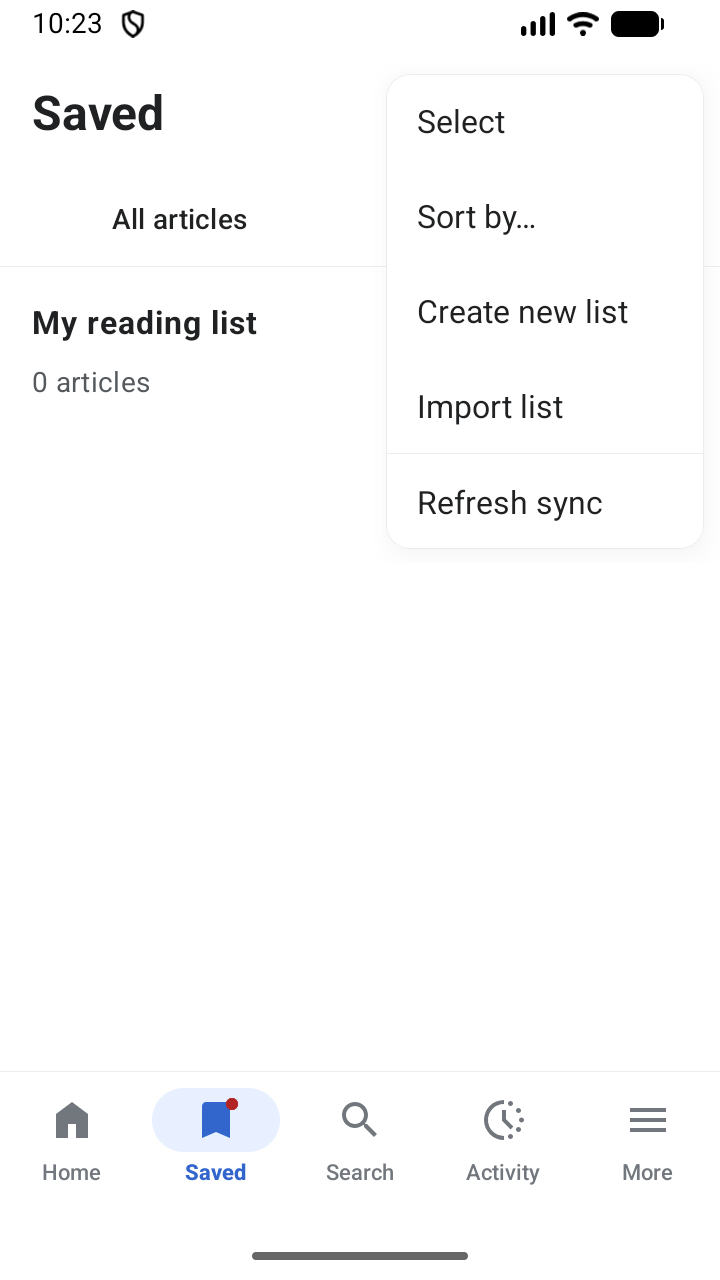 10:23
Saved
Select
Sort by…
All articles
Create new list
My reading list
0 articles
Import list
Refresh sync
Home
Saved
Search
Activity
More